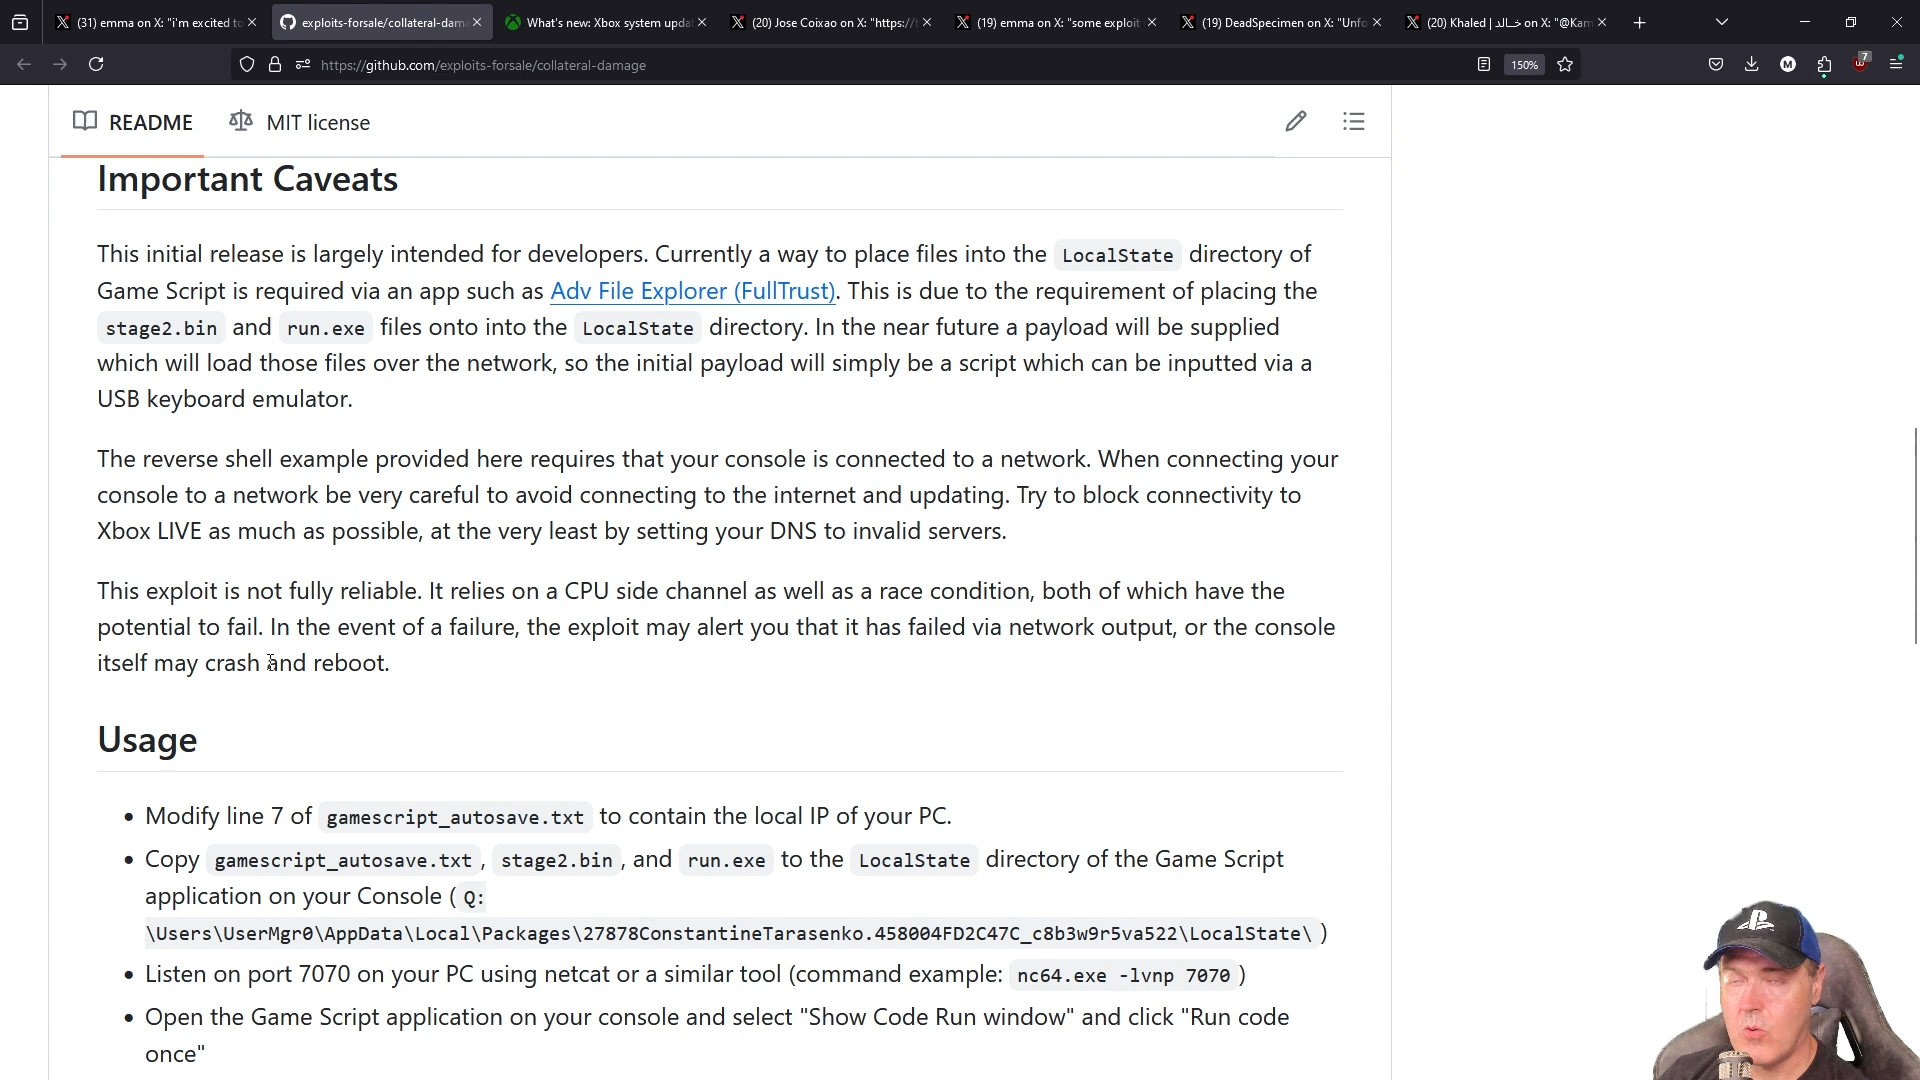 (31) emma on X: "i'm excited to
exploits-forsale/collateral-dam
What's new: Xbox system upda
(20) Jose Coixao on X: "https://t
(19) emma on X: "some exploit
(19) DeadSpecimen on X: "Unfo
(20) Khaled | خالد on X: "@Kam
https://github.com/exploits-forsale/collateral-damage
150%
M
7
README
MIT license
Important Caveats
This initial release is largely intended for developers. Currently a way to place files into the LocalState directory of
Game Script is required via an app such as Adv File Explorer (FullTrust). This is due to the requirement of placing the
stage2.bin and run.exe files onto into the LocalState directory. In the near future a payload will be supplied
which will load those files over the network, so the initial payload will simply be a script which can be inputted via a
USB keyboard emulator.
The reverse shell example provided here requires that your console is connected to a network. When connecting your
console to a network be very careful to avoid connecting to the internet and updating. Try to block connectivity to
Xbox LIVE as much as possible, at the very least by setting your DNS to invalid servers.
This exploit is not fully reliable. It relies on a CPU side channel as well as a race condition, both of which have the
potential to fail. In the event of a failure, the exploit may alert you that it has failed via network output, or the console
itself may crash and reboot.
Usage
• Modify line 7 of gamescript_autosave.txt to contain the local IP of your PC.
• Copy gamescript_autosave.txt, stage2.bin, and run.exe to the LocalState directory of the Game Script
application on your Console (Q:
\Users\UserMgr0\AppData\Local\Packages\27878ConstantineTarasenko.458004FD2C47C_c8b3w9r5va522\LocalState\)
• Listen on port 7070 on your PC using netcat or a similar tool (command example: nc64.exe -lvnp 7070)
• Open the Game Script application on your console and select "Show Code Run window" and click "Run code
once"